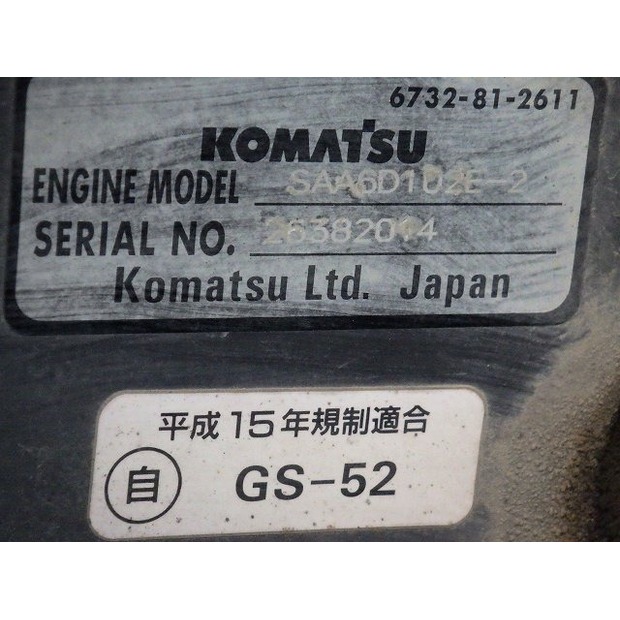 6732-81-2611
KOMATSU
ENGINE MODEL SAA6D102E-2
SERIAL NO. 26382014
Komatsu Ltd. Japan
平成15年規制適合
自 GS-52